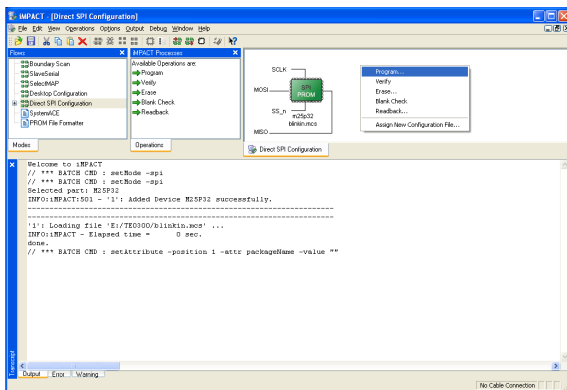 iMPACT - [Direct SPI Configuration]
File Edit View Operations Options Output Debug Window Help
Flows
Boundary Scan
SlaveSerial
SelectMAP
Desktop Configuration
Direct SPI Configuration
SystemACE
PROM File Formatter
Modes
iMPACT Processes
Available Operations are:
Program
Verify
Erase
Blank Check
Readback
Operations
SCLK
MOSI
SPI
PROM
SS_n
m25p32
blinkin.mcs
MISO
Program...
Verify
Erase...
Blank Check
Readback...
Assign New Configuration File...
Direct SPI Configuration
Welcome to iMPACT
// *** BATCH CMD : setMode -spi
// *** BATCH CMD : setMode -spi
Selected part: M25P32
INFO:iMPACT:501 - '1': Added Device M25P32 successfully.
----------------------------------------------------------------------
----------------------------------------------------------------------
'1': Loading file 'E:/TE0300/blinkin.mcs' ...
INFO:iMPACT - Elapsed time = 0 sec.
done.
// *** BATCH CMD : setAttribute -position 1 -attr packageName -value ""
Transcript
Output Error Warning
No Cable Connection